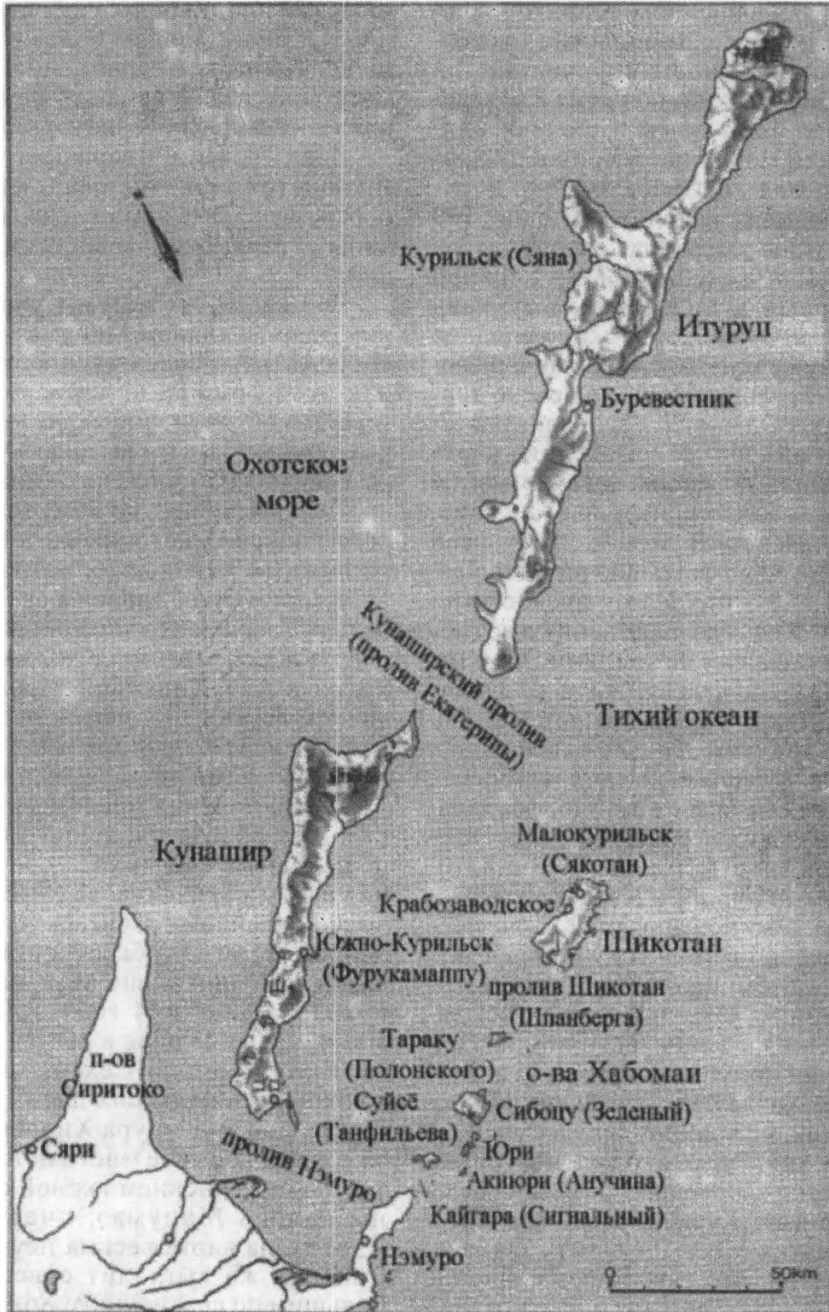 Курильск (Сяна)
Итуруп
Буревестник
Охотское
море
Кунаширский пролив
(пролив Екатерины)
Тихий океан
Кунашир
Малокурильск
(Сякотан)
Крабозаводское
Шикотан
Южно-Курильск
(Фурукамаппу)
пролив Шикотан
(Шпанберга)
Тараку
(Полонского)
о-ва Хабоман
п-ов
Сиритоко
Суйсё
(Танфильева)
Сибоцу (Зеленый)
Сяри
пролив Нэмуро
Юри
Акиюри (Анучина)
Кайгара (Сигнальный)
Нэмуро
0 50km